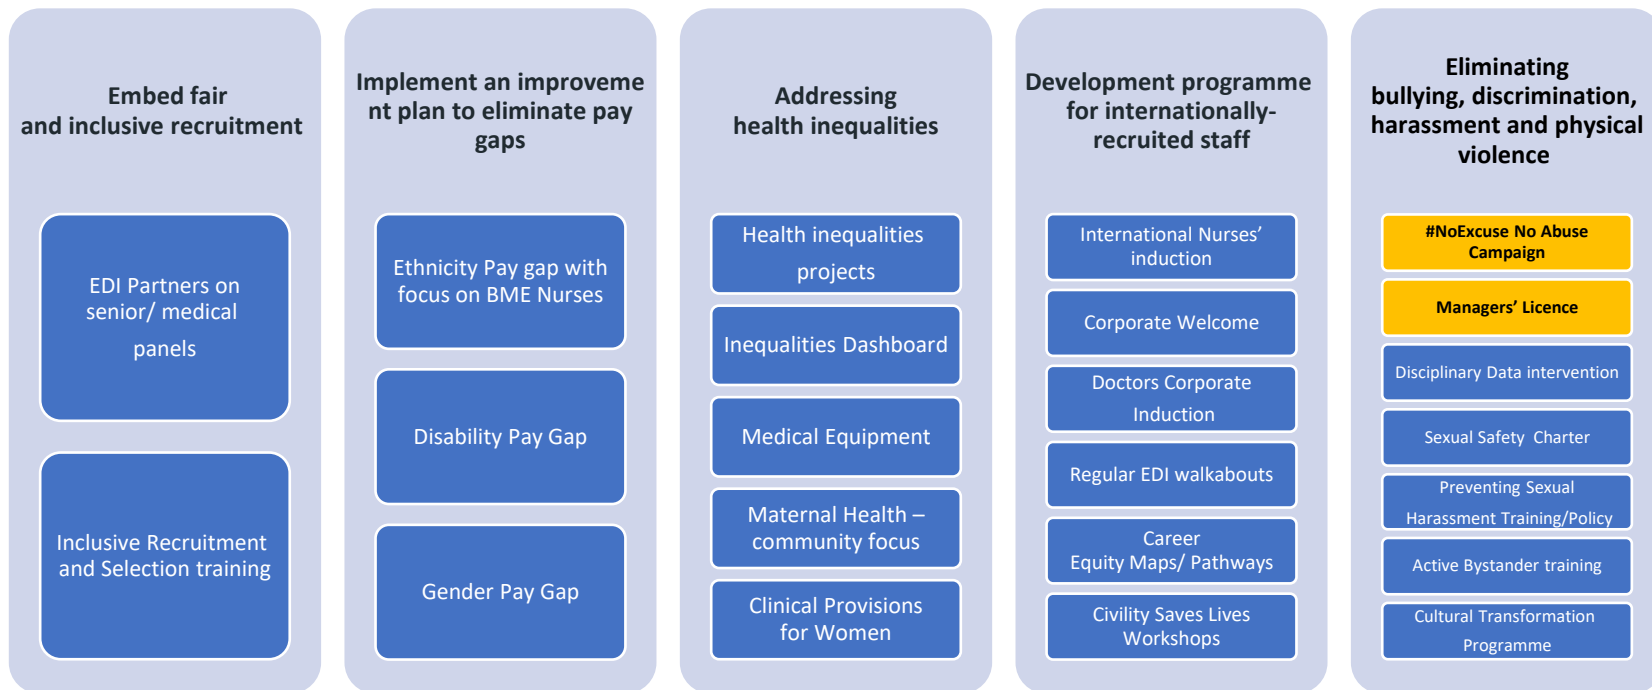 Embed fair
and inclusive recruitment
EDI Partners on
senior/ medical
panels
Inclusive Recruitment
and Selection training
Implement an improveme
nt plan to eliminate pay
gaps
Ethnicity Pay gap with
focus on BME Nurses
Disability Pay Gap
Gender Pay Gap
Addressing
health inequalities
Health inequalities
projects
Inequalities Dashboard
Medical Equipment
Maternal Health –
community focus
Clinical Provisions
for Women
Development programme
for internationally-
recruited staff
International Nurses’
induction
Corporate Welcome
Doctors Corporate
Induction
Regular EDI walkabouts
Career
Equity Maps/ Pathways
Civility Saves Lives
Workshops
Eliminating
bullying, discrimination,
harassment and physical
violence
#NoExcuse No Abuse
Campaign
Managers’ Licence
Disciplinary Data intervention
Sexual Safety Charter
Preventing Sexual
Harassment Training/Policy
Active Bystander training
Cultural Transformation
Programme